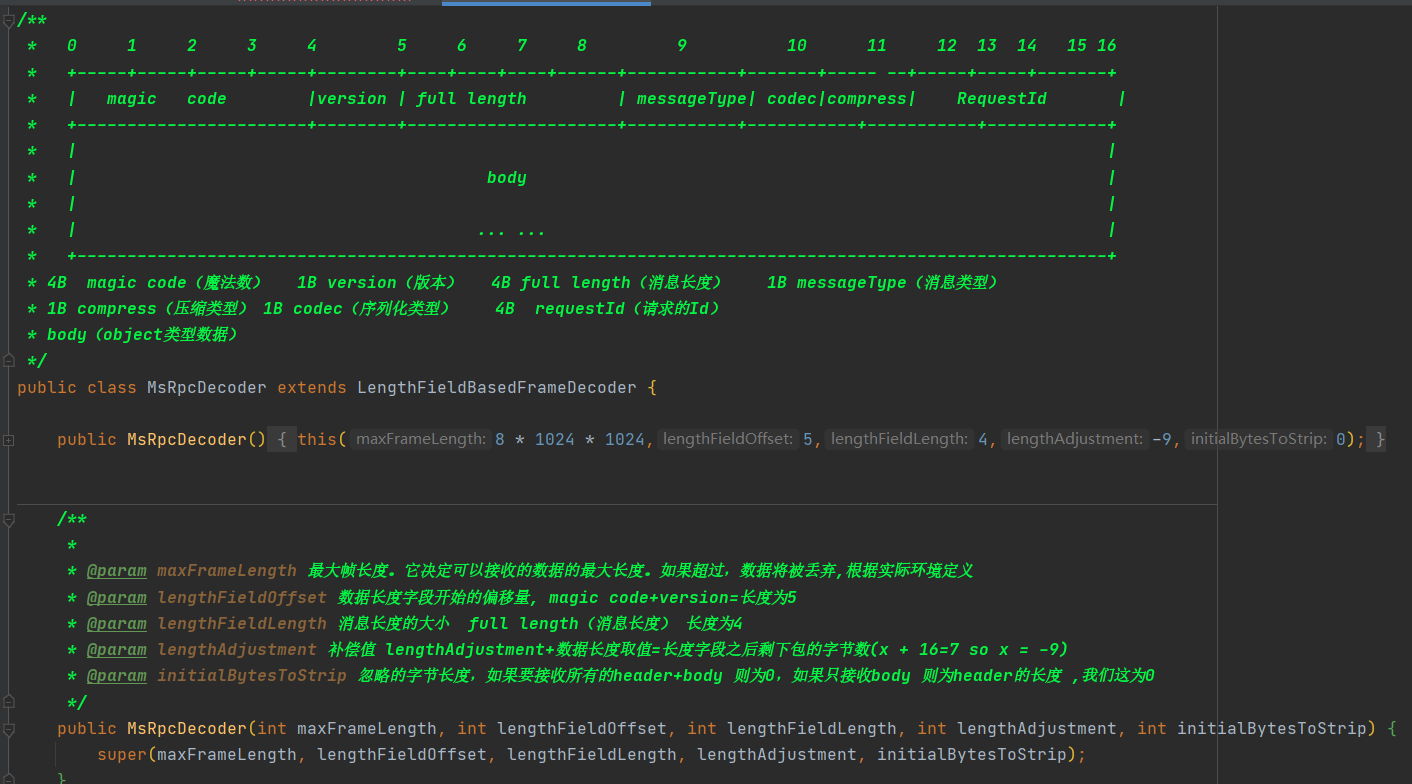 /**
 *   0     1     2     3     4        5     6     7     8         9          10      11     12  13  14   15 16
 *   +-----+-----+-----+-----+--------+----+----+----+------+-----------+-------+----- --+-----+-----+-------+
 *   |   magic   code        |version | full length         | messageType| codec|compress|    RequestId       |
 *   +-----------------------+--------+---------------------+-----------+-----------+-----------+------------+
 *   |                                                                                                       |
 *   |                                         body                                                          |
 *   |                                                                                                       |
 *   |                                        ... ...                                                        |
 *   +-------------------------------------------------------------------------------------------------------+
 * 4B  magic code（魔法数）   1B version（版本）   4B full length（消息长度）    1B messageType（消息类型）
 * 1B compress（压缩类型） 1B codec（序列化类型）    4B  requestId（请求的Id）
 * body（object类型数据）
 */
public class MsRpcDecoder extends LengthFieldBasedFrameDecoder {
    public MsRpcDecoder() { this( maxFrameLength: 8 * 1024 * 1024, lengthFieldOffset: 5, lengthFieldLength: 4, lengthAdjustment: -9, initialBytesToStrip: 0); }
    /**
     *
     * @param maxFrameLength 最大帧长度。它决定可以接收的数据的最大长度。如果超过，数据将被丢弃,根据实际环境定义
     * @param lengthFieldOffset 数据长度字段开始的偏移量, magic code+version=长度为5
     * @param lengthFieldLength 消息长度的大小  full length（消息长度） 长度为4
     * @param lengthAdjustment 补偿值 lengthAdjustment+数据长度取值=长度字段之后剩下包的字节数(x + 16=7 so x = -9)
     * @param initialBytesToStrip 忽略的字节长度，如果要接收所有的header+body 则为0，如果只接收body 则为header的长度 ,我们这为0
     */
    public MsRpcDecoder(int maxFrameLength, int lengthFieldOffset, int lengthFieldLength, int lengthAdjustment, int initialBytesToStrip) {
        super(maxFrameLength, lengthFieldOffset, lengthFieldLength, lengthAdjustment, initialBytesToStrip);
    }